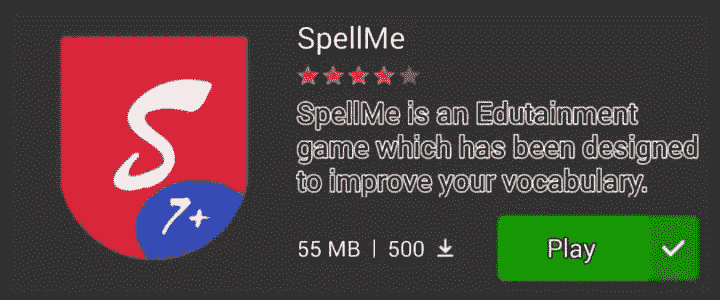 SpellMe
SpellMe is an Edutainment
game which has been designed
to improve your vocabulary.
S
7+
55 MB | 500
Play